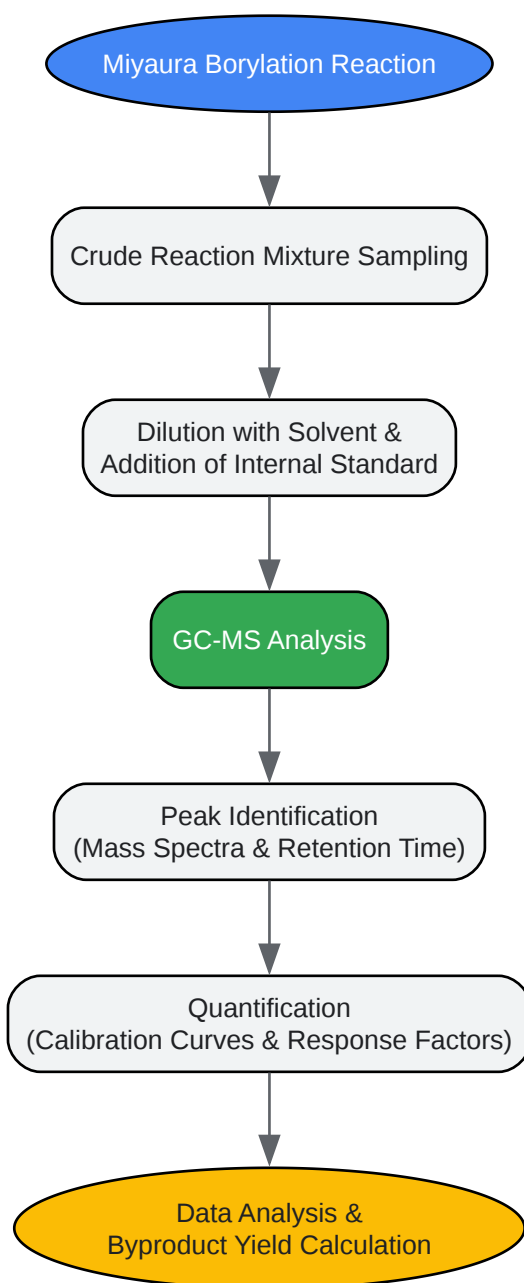 Miyaura Borylation Reaction
Crude Reaction Mixture Sampling
Dilution with Solvent &
Addition of Internal Standard
GC-MS Analysis
Peak Identification
(Mass Spectra & Retention Time)
Quantification
(Calibration Curves & Response Factors)
Data Analysis &
Byproduct Yield Calculation